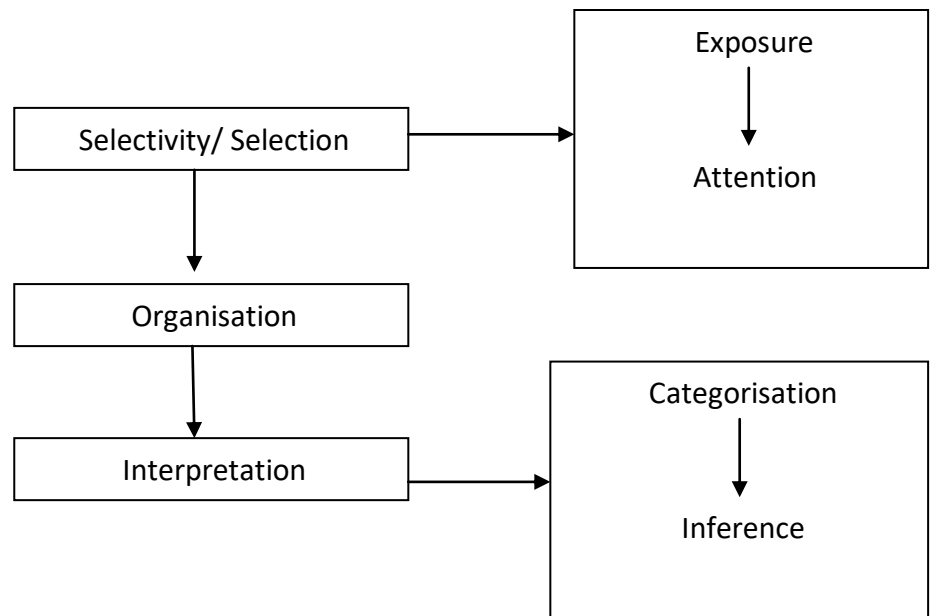 Exposure
Selectivity/ Selection
Attention
Organisation
Categorisation
Interpretation
Inference